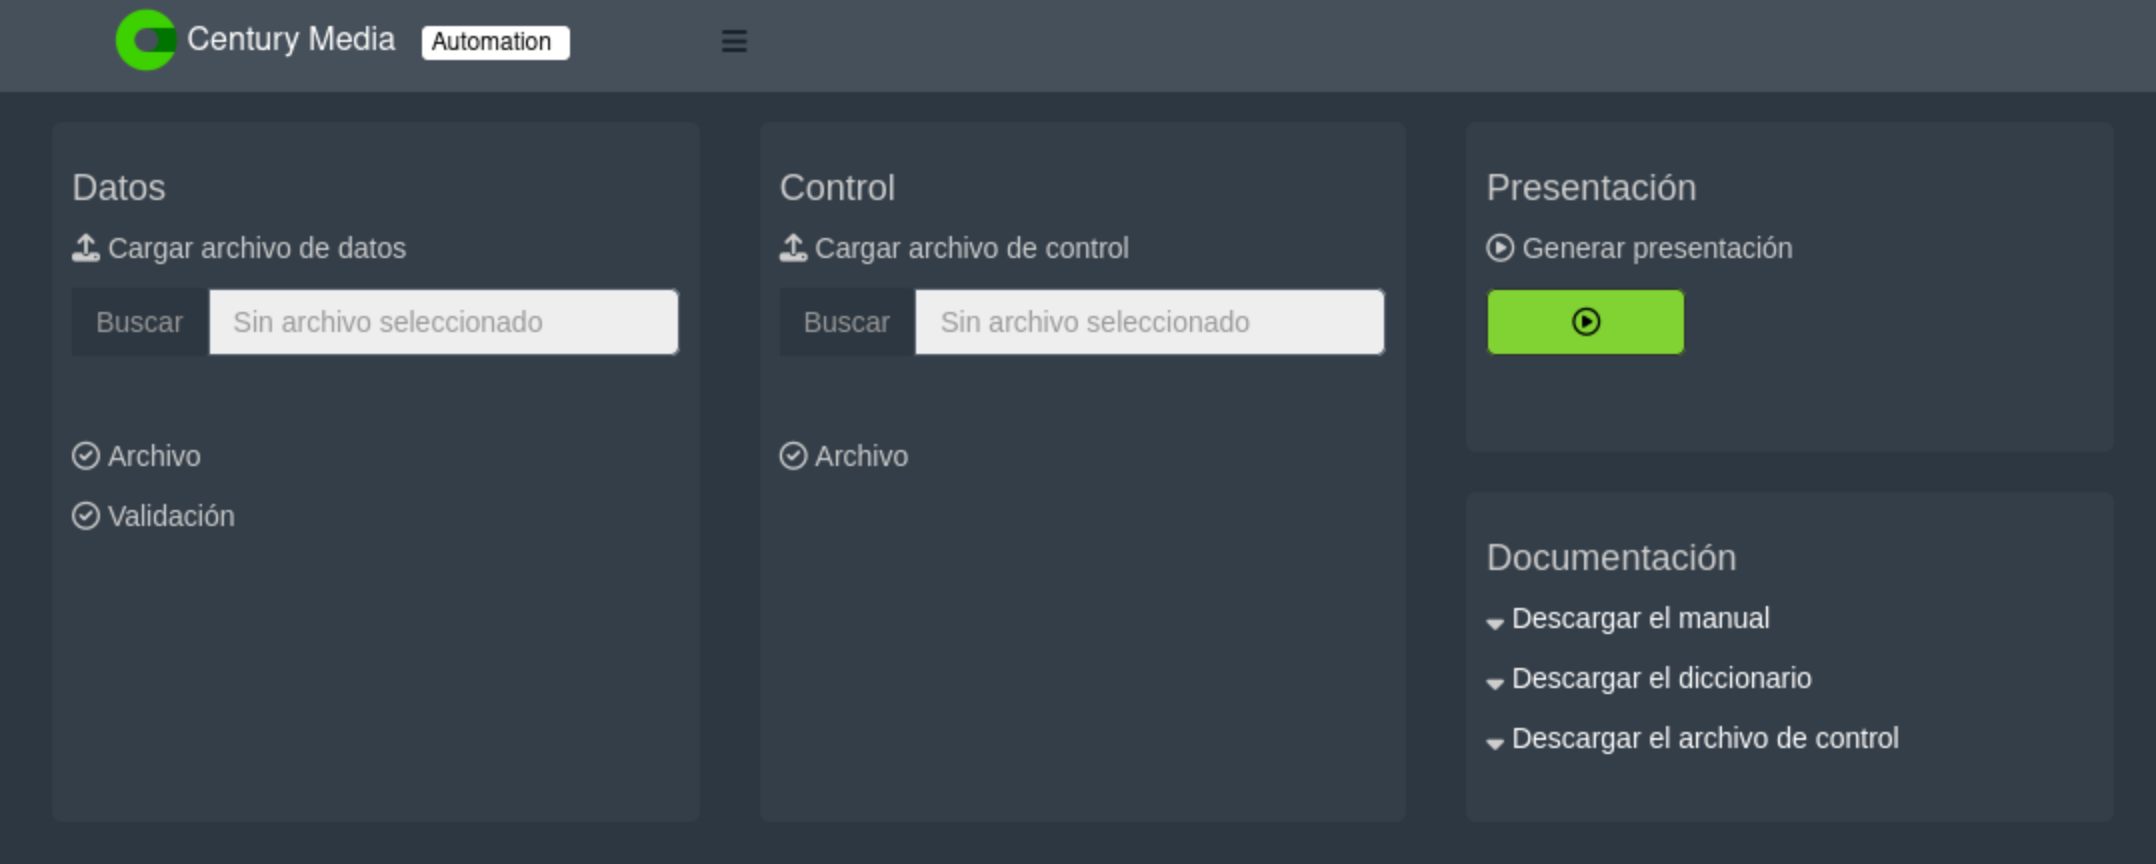 Century Media Automation
Datos
Cargar archivo de datos
Buscar Sin archivo seleccionado
Archivo
Validación
Control
Cargar archivo de control
Buscar Sin archivo seleccionado
Archivo
Presentación
Generar presentación
Documentación
Descargar el manual
Descargar el diccionario
Descargar el archivo de control